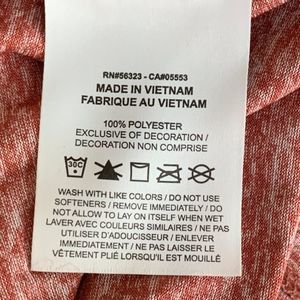 RN#56323 - CA#05553
MADE IN VIETNAM
FABRIQUE AU VIETNAM
100% POLYESTER
EXCLUSIVE OF DECORATION /
DECORATION NON COMPRISE
30C
WASH WITH LIKE COLORS / DO NOT USE
SOFTENERS / REMOVE IMMEDIATELY / DO
NOT ALLOW TO LAY ON ITSELF WHEN WET
LAVER AVEC COULEURS SIMILAIRES / NE PAS
UTILISER D'ADOUCISSEUR / ENLEVER
IMMÉDIATEMENT / NE PAS LAISSER LE
VÊTEMENT PLIÉ LORSQU'IL EST MOUILLÉ